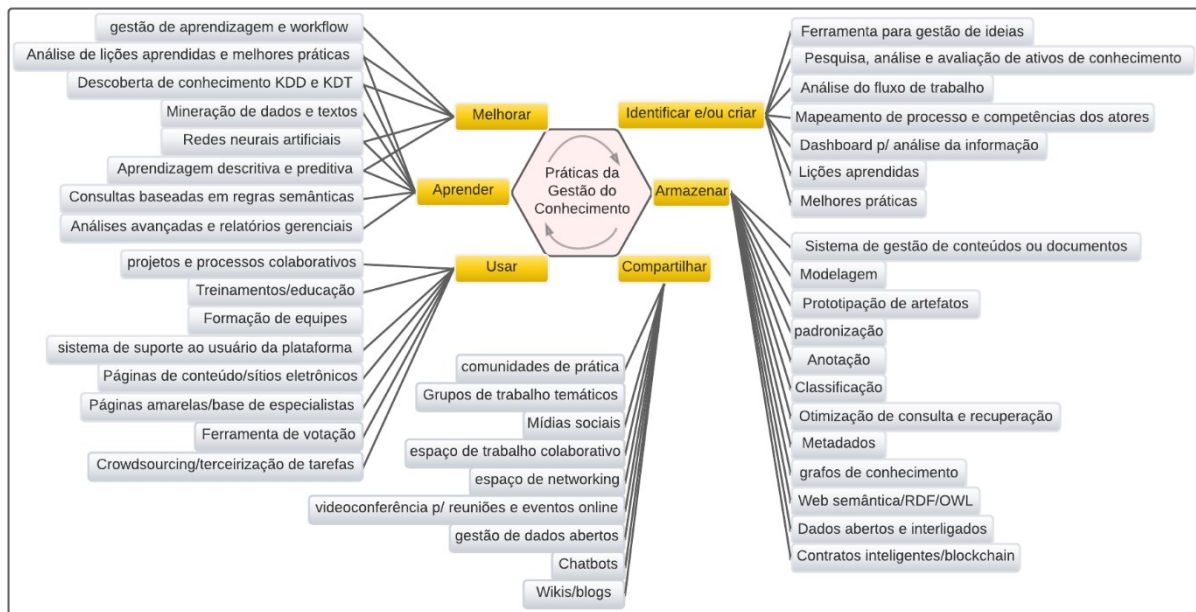 gestão de aprendizagem e workflow
Análise de lições aprendidas e melhores práticas
Descoberta de conhecimento KDD e KDT
Mineração de dados e textos
Redes neurais artificiais
Aprendizagem descritiva e preditiva
Consultas baseadas em regras semânticas
Análises avançadas e relatórios gerenciais
projetos e processos colaborativos
Treinamentos/educação
Formação de equipes
sistema de suporte ao usuário da plataforma
Páginas de conteúdo/sítios eletrônicos
Páginas amarelas/base de especialistas
Ferramenta de votação
Crowdsourcing/terceirização de tarefas
Melhorar
Aprender
Usar
Práticas da
Gestão do
Conhecimento
Identificar e/ou criar
Armazenar
Compartilhar
comunidades de prática
Grupos de trabalho temáticos
Mídias sociais
espaço de trabalho colaborativo
espaço de networking
videoconferência p/ reuniões e eventos online
gestão de dados abertos
Chatbots
Wikis/blogs
Ferramenta para gestão de ideias
Pesquisa, análise e avaliação de ativos de conhecimento
Análise do fluxo de trabalho
Mapeamento de processo e competências dos atores
Dashboard p/ análise da informação
Lições aprendidas
Melhores práticas
Sistema de gestão de conteúdos ou documentos
Modelagem
Prototipação de artefatos
padronização
Anotação
Classificação
Otimização de consulta e recuperação
Metadados
grafos de conhecimento
Web semântica/RDF/OWL
Dados abertos e interligados
Contratos inteligentes/blockchain